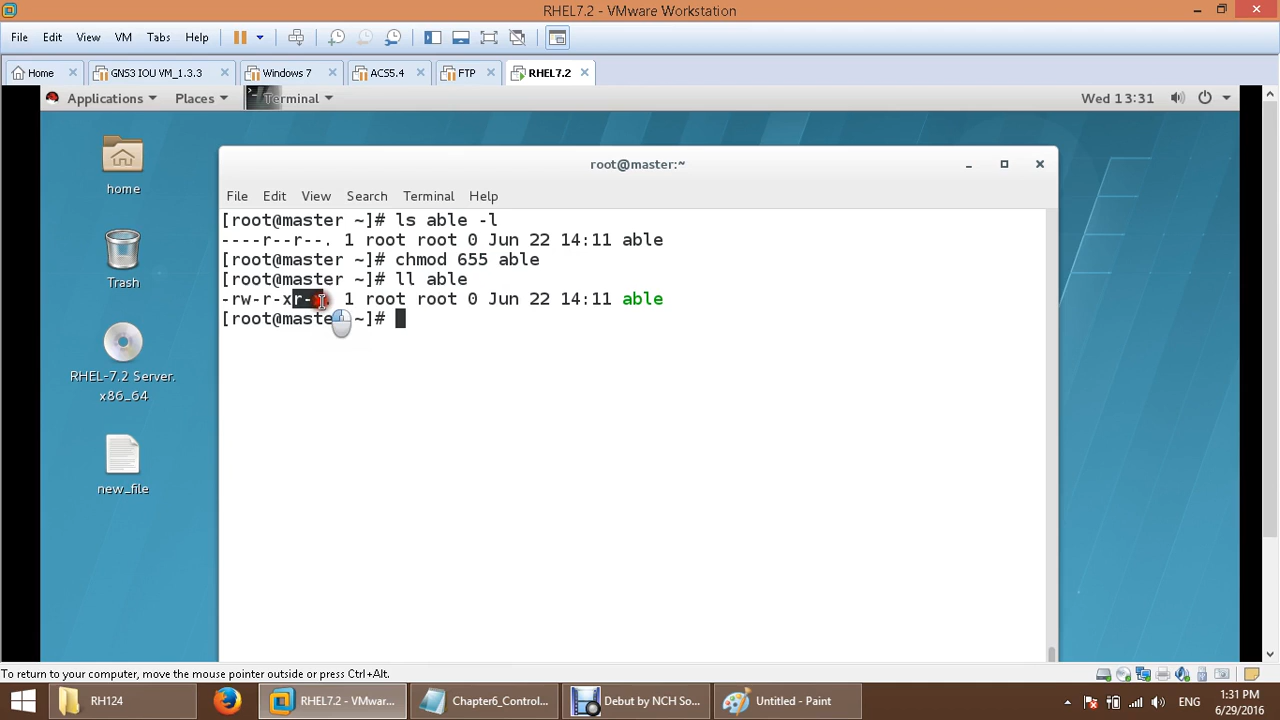 RHEL7.2 - VMware Workstation
File Edit View VM Tabs Help
Home GNS3 IOU VM_1.3.3 Windows 7 ACS5.4 FTP RHEL7.2
Applications Places Terminal Wed 13:31
home
Trash
RHEL-7.2 Server.
x86_64
new_file
root@master:~
File Edit View Search Terminal Help
[root@master ~]# ls able -l
----r--r--. 1 root root 0 Jun 22 14:11 able
[root@master ~]# chmod 655 able
[root@master ~]# ll able
-rw-r-xr- 1 root root 0 Jun 22 14:11 able
[root@maste ~]#
To return to your computer, move the mouse pointer outside or press Ctrl+Alt.
RH124 RHEL7.2 - VMwar... Chapter6_Control... Debut by NCH So... Untitled - Paint ENG 1:31 PM
6/29/2016